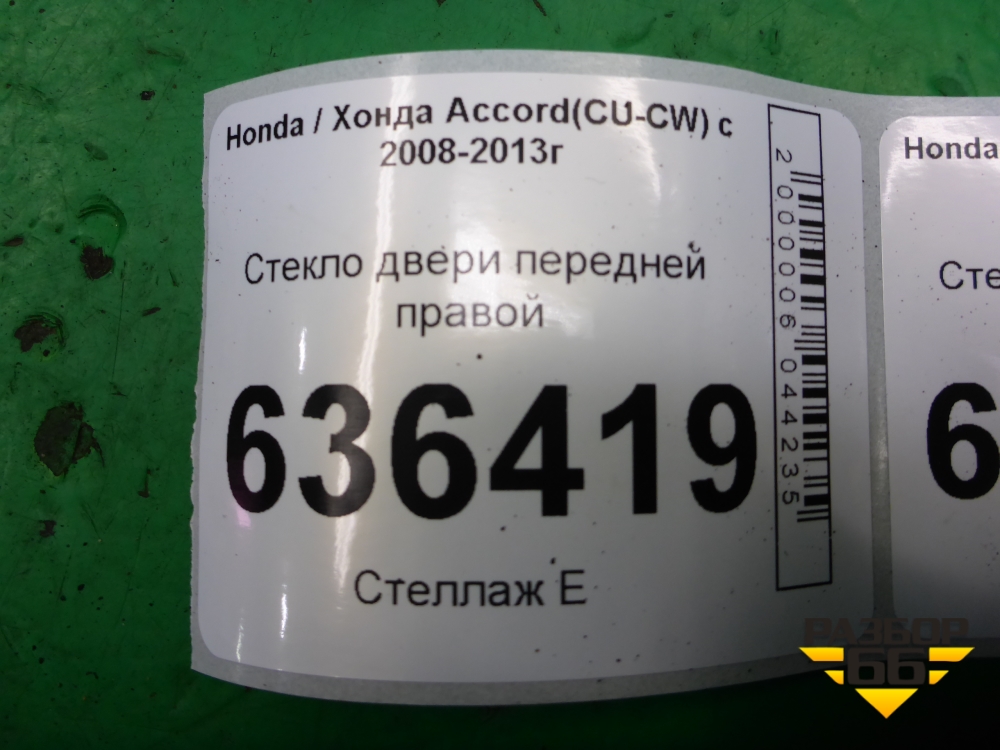 Honda / Хонда Accord(CU-CW) с
2008-2013г
Стекло двери передней
правой
636419
Стеллаж E
2000006044235
Honda
Сте
6
РАЗБОР
66